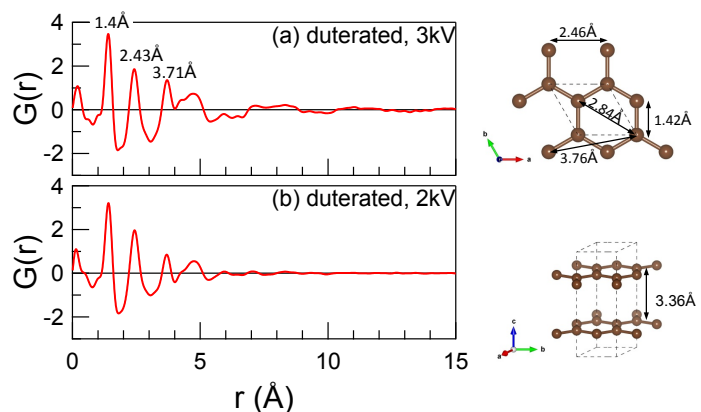 1.4Å
(a) duterated, 3kV
2.43Å
3.71Å
G(r)
4
2
0
-2
(b) duterated, 2kV
G(r)
4
2
0
-2
0
5
10
15
r (Å)
2.46Å
2.84Å
1.42Å
3.76Å
b
a
3.36Å
c
a
b